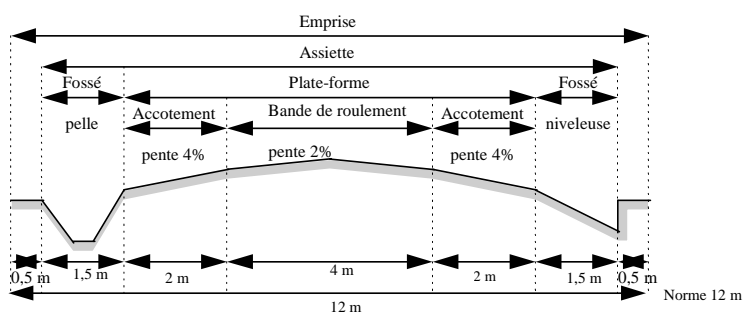 Emprise
Assiette
Fossé Plate-forme Fossé
Accotement Bande de roulement Accotement
pelle niveleuse
pente 4% pente 2% pente 4%
0,5 m 1,5 m 2 m 4 m 2 m 1,5 m 0,5 m
12 m Norme 12 m